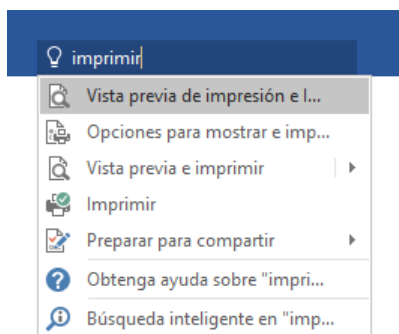 imprimir
Vista previa de impresión e l...
Opciones para mostrar e imp...
Vista previa e imprimir
Imprimir
Preparar para compartir
Obtenga ayuda sobre "impri...
Búsqueda inteligente en "imp...